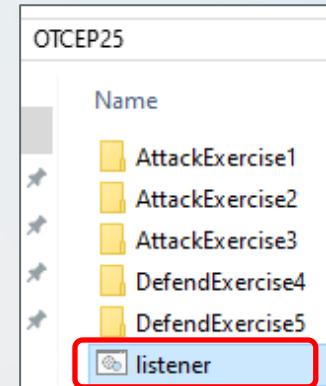 OTCEP25
Name
AttackExercise1
AttackExercise2
AttackExercise3
DefendExercise4
DefendExercise5
listener